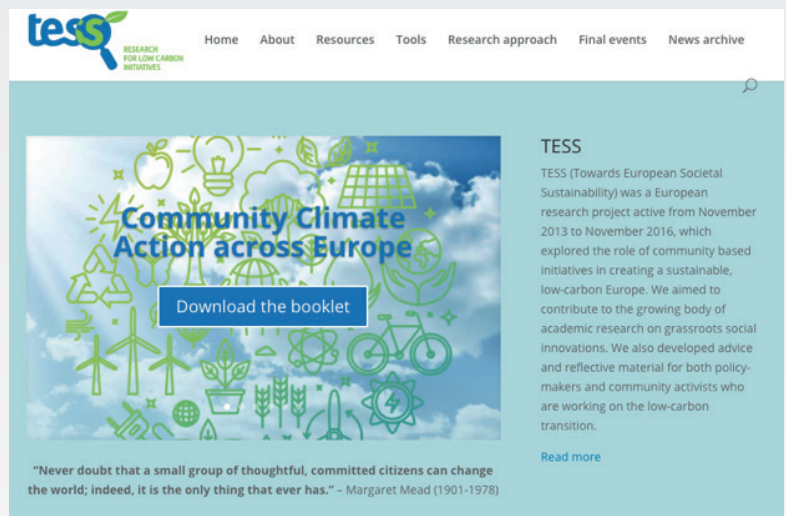 tess
RESEARCH
FOR LOW CARBON
INITIATIVES
Home About Resources Tools Research approach Final events News archive
Community Climate
Action across Europe
Download the booklet
“Never doubt that a small group of thoughtful, committed citizens can change
the world; indeed, it is the only thing that ever has.” – Margaret Mead (1901-1978)
TESS
TESS (Towards European Societal
Sustainability) was a European
research project active from November
2013 to November 2016, which
explored the role of community based
initiatives in creating a sustainable,
low-carbon Europe. We aimed to
contribute to the growing body of
academic research on grassroots social
innovations. We also developed advice
and reflective material for both policy-
makers and community activists who
are working on the low-carbon
transition.
Read more